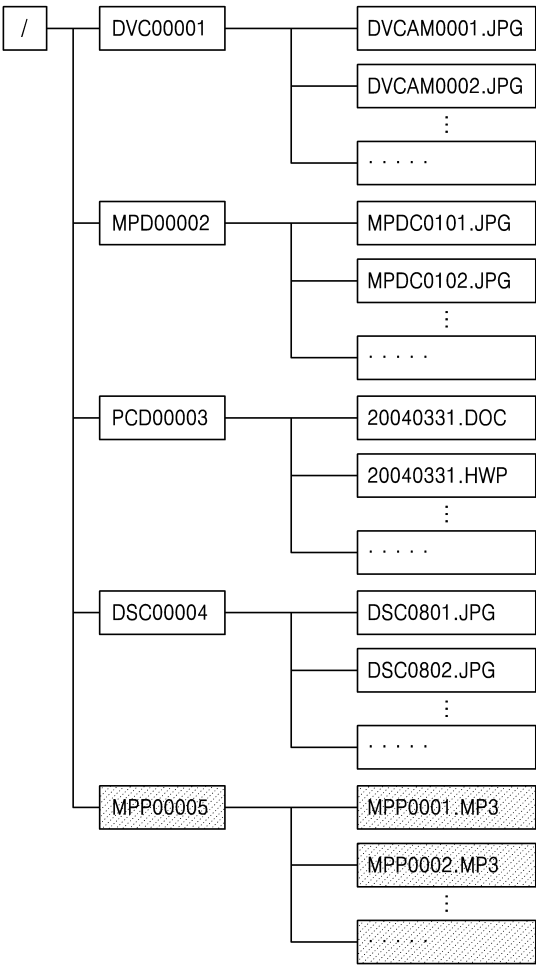 /
DVC00001
DVCAM0001.JPG
DVCAM0002.JPG
⋮
· · · · ·
MPD00002
MPDC0101.JPG
MPDC0102.JPG
⋮
· · · · ·
PCD00003
20040331.DOC
20040331.HWP
⋮
· · · · ·
DSC00004
DSC0801.JPG
DSC0802.JPG
⋮
· · · · ·
MPP00005
MPP0001.MP3
MPP0002.MP3
⋮
· · · · ·